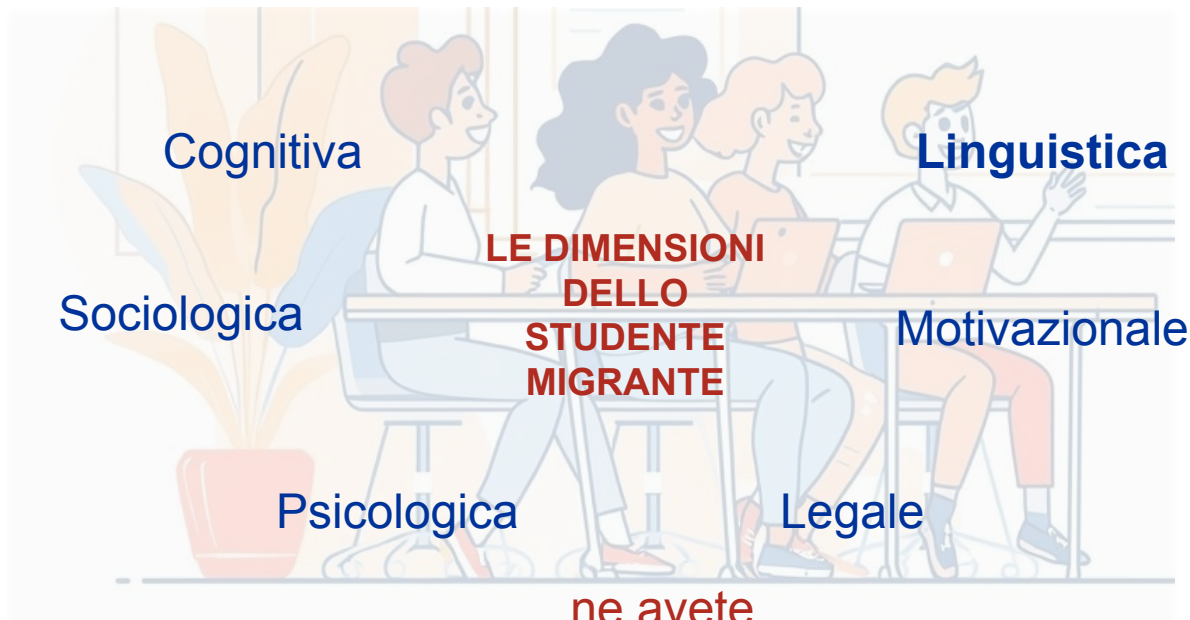 Cognitiva
Linguistica
LE DIMENSIONI
DELLO
STUDENTE
MIGRANTE
Sociologica
Motivazionale
Psicologica
Legale
ne avete